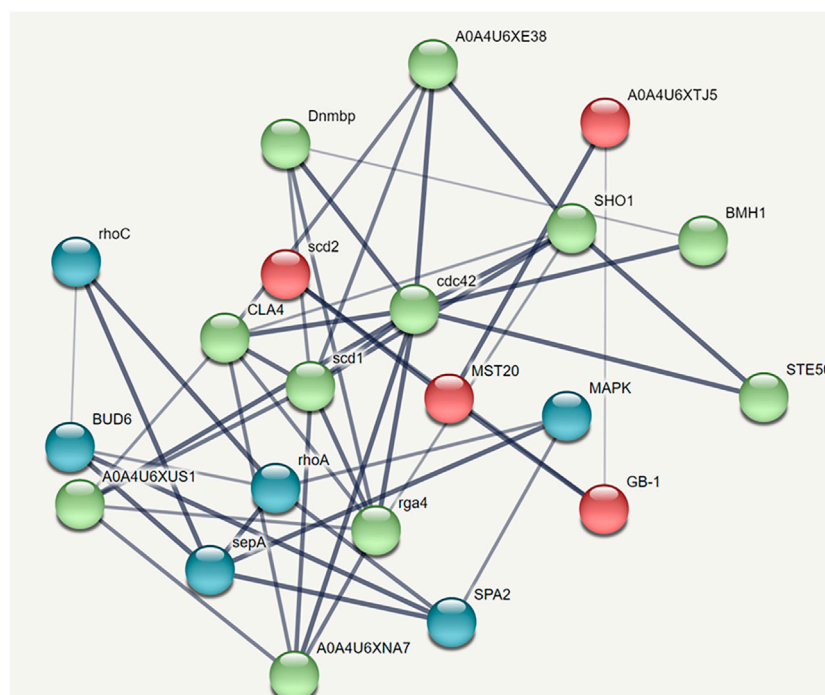 A0A4U6XE38
A0A4U6XTJ5
Dnmbp
SHO1
BMH1
rhoC
scd2
cdc42
CLA4
scd1
MST20
STE50
MAPK
BUD6
rhoA
A0A4U6XUS1
GB-1
rga4
sepA
SPA2
A0A4U6XNA7